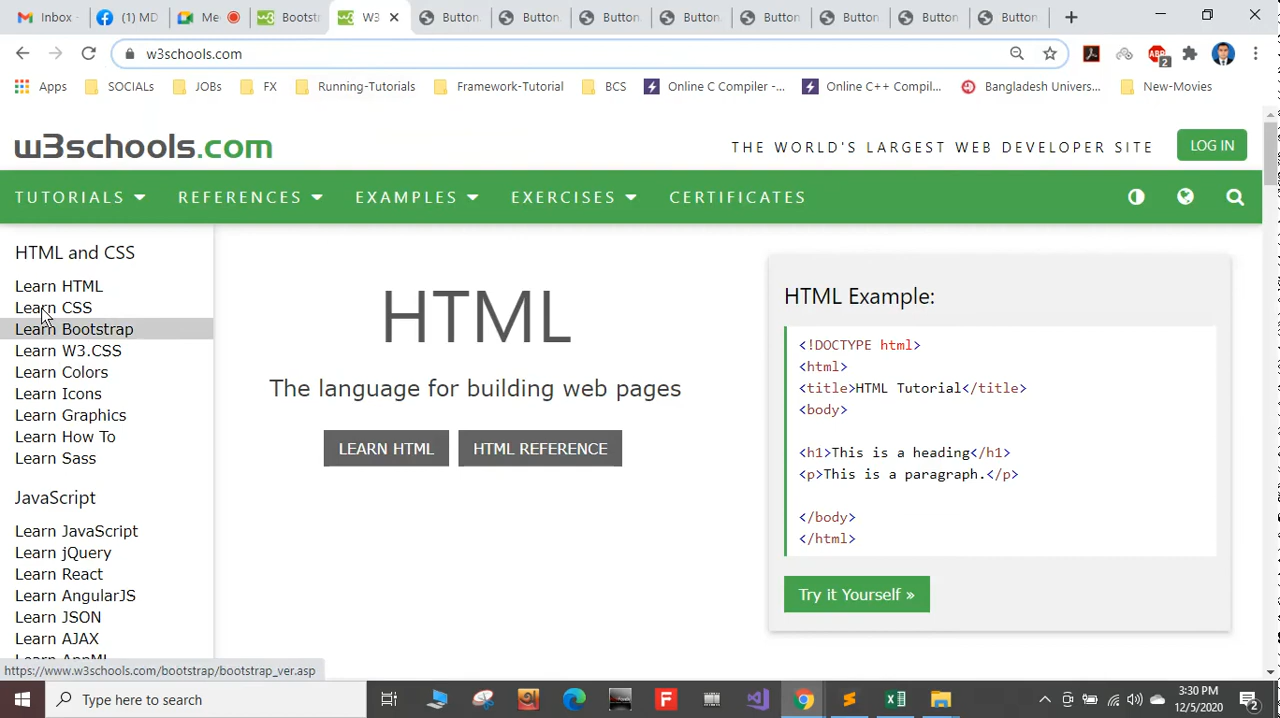 Inbox
(1) MD
Me
Bootst
W3
Button
Button
Button
Button
Button
Button
Button
Button
w3schools.com
2
Apps
SOCIALs
JOBs
FX
Running-Tutorials
Framework-Tutorial
BCS
Online C Compiler -...
Online C++ Compil...
Bangladesh Univers...
New-Movies
w3schools.com
THE WORLD'S LARGEST WEB DEVELOPER SITE
LOG IN
TUTORIALS
REFERENCES
EXAMPLES
EXERCISES
CERTIFICATES
HTML and CSS
Learn HTML
Learn CSS
Learn Bootstrap
Learn W3.CSS
Learn Colors
Learn Icons
Learn Graphics
Learn How To
Learn Sass
JavaScript
Learn JavaScript
Learn jQuery
Learn React
Learn AngularJS
Learn JSON
Learn AJAX
Learn AppML
HTML
The language for building web pages
LEARN HTML
HTML REFERENCE
HTML Example:
<!DOCTYPE html>
<html>
<title>HTML Tutorial</title>
<body>
<h1>This is a heading</h1>
<p>This is a paragraph.</p>
</body>
</html>
Try it Yourself »
https://www.w3schools.com/bootstrap/bootstrap_ver.asp
Type here to search
3:30 PM
12/5/2020
2